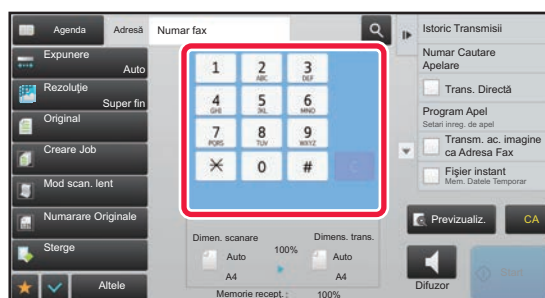 Agenda
Adresă
Numar fax
Expunere
Auto
Rezoluţie
Super fin
Original
Creare Job
Mod scan. lent
Numarare Originale
Sterge
Altele
1
2
ABC
3
DEF
4
GHI
5
JKL
6
MNO
7
PQRS
8
TUV
9
WXYZ
0
#
C
Dimen. scanare
Auto
A4
100%
Dimens. trans.
Auto
A4
Memorie recept. :
100%
Istoric Transmisii
Numar Cautare
Apelare
Trans. Directă
Program Apel
Setari inreg. de apel
Transm. ac. imagine
ca Adresa Fax
Fişier instant
Mem. Datele Temporar
Previzualiz.
CA
Difuzor
Start